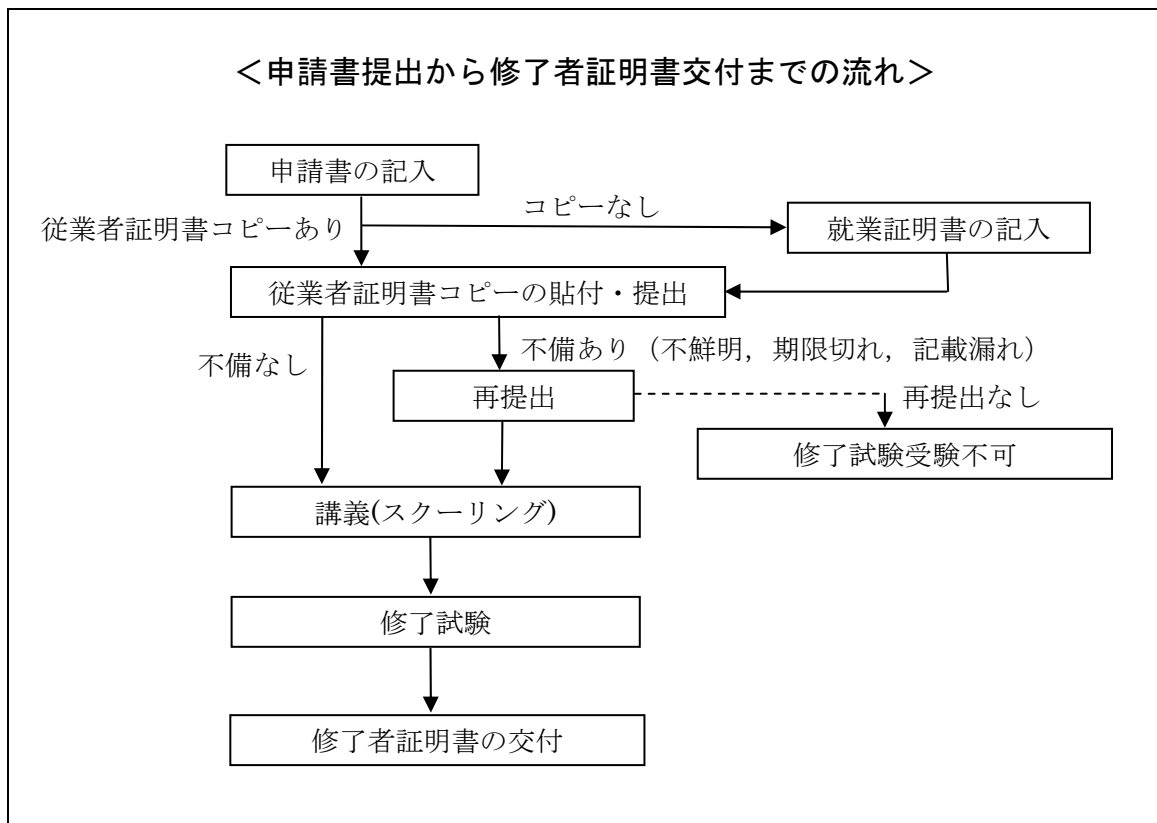 ＜申請書提出から修了者証明書交付までの流れ＞
申請書の記入
従業者証明書コピーあり
コピーなし
就業証明書の記入
従業者証明書コピーの貼付・提出
不備なし
不備あり（不鮮明，期限切れ，記載漏れ）
再提出
再提出なし
修了試験受験不可
講義(スクーリング)
修了試験
修了者証明書の交付